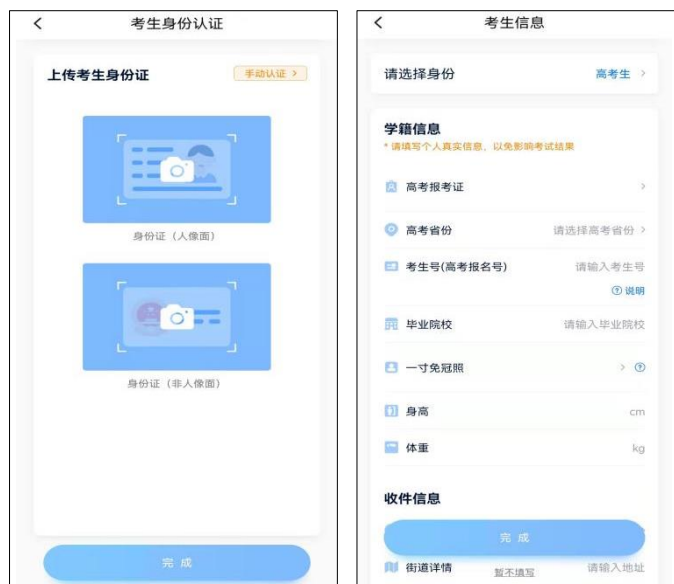 考生身份认证
上传考生身份证
手动认证 >
身份证（人像面）
身份证（非人像面）
完成
考生信息
请选择身份 高考生 >
学籍信息
* 请填写个人真实信息，以免影响考试结果
高考报考证 >
高考省份 请选择高考省份 >
考生号(高考报名号) 请输入考生号
? 说明
毕业院校 请输入毕业院校
一寸免冠照 > ?
身高 cm
体重 kg
收件信息
完成
街道详情 请输入地址
暂不填写